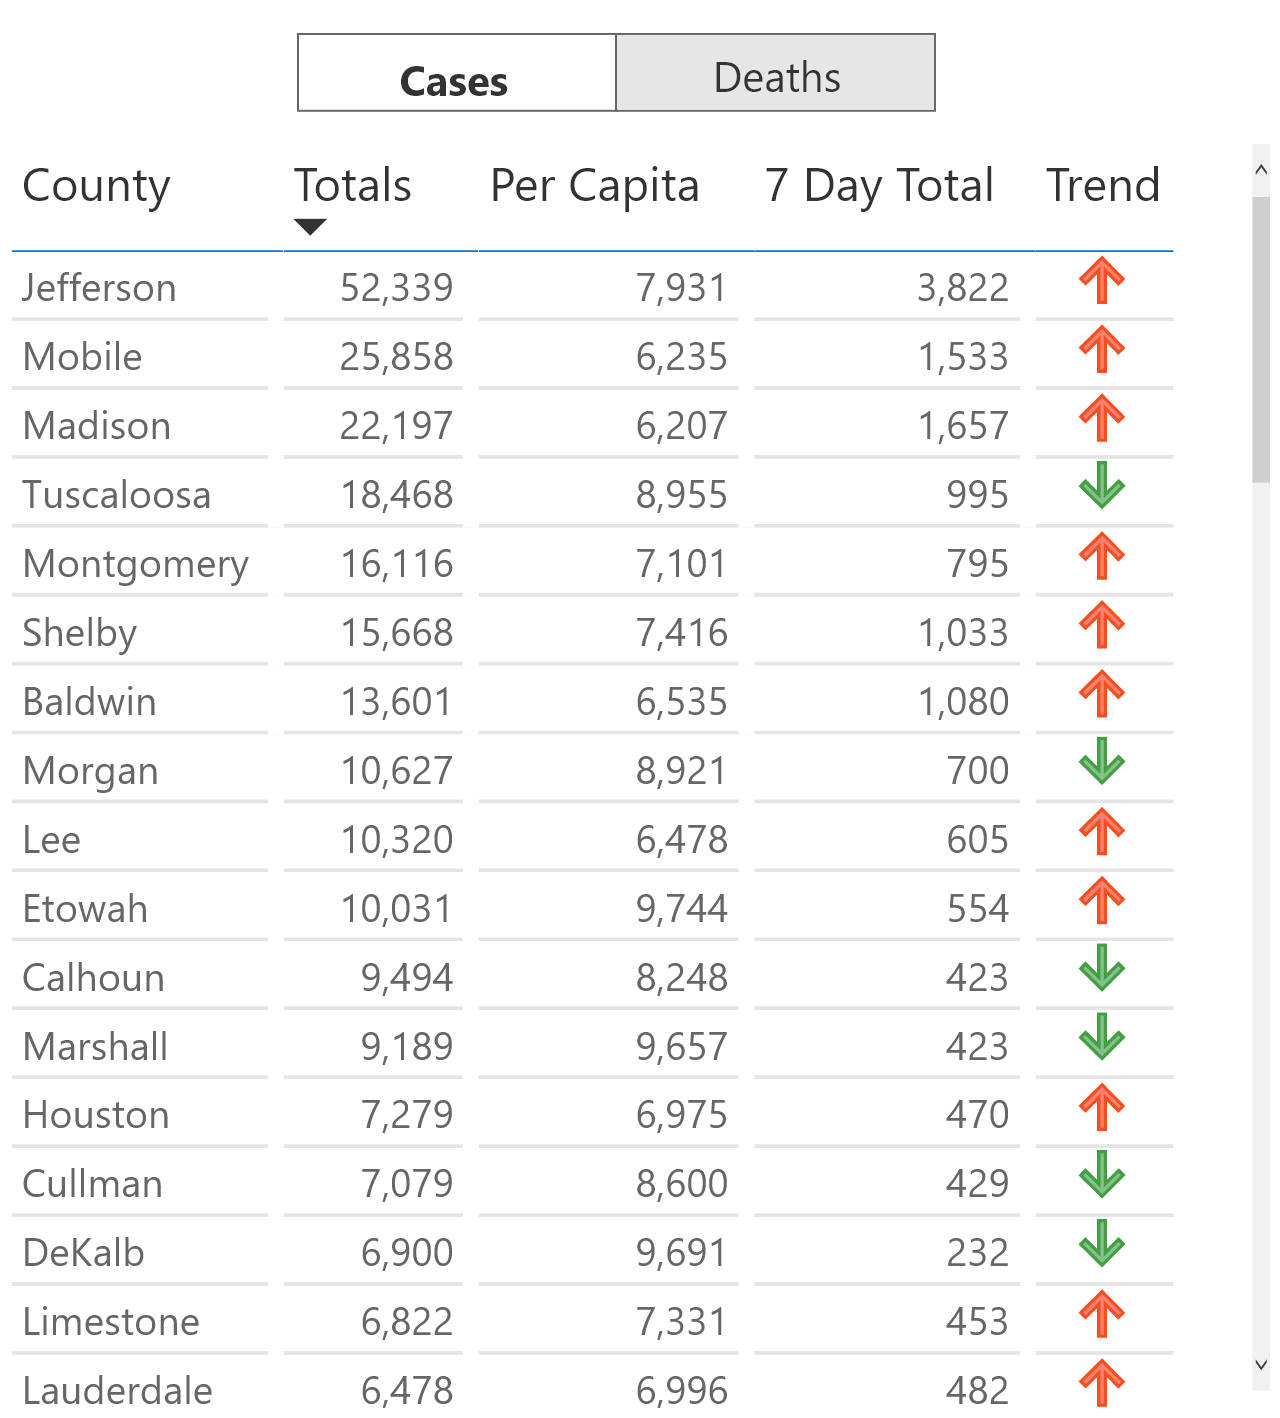 Cases Deaths
County Totals Per Capita 7 Day Total Trend
Jefferson 52,339 7,931 3,822
Mobile 25,858 6,235 1,533
Madison 22,197 6,207 1,657
Tuscaloosa 18,468 8,955 995
Montgomery 16,116 7,101 795
Shelby 15,668 7,416 1,033
Baldwin 13,601 6,535 1,080
Morgan 10,627 8,921 700
Lee 10,320 6,478 605
Etowah 10,031 9,744 554
Calhoun 9,494 8,248 423
Marshall 9,189 9,657 423
Houston 7,279 6,975 470
Cullman 7,079 8,600 429
DeKalb 6,900 9,691 232
Limestone 6,822 7,331 453
Lauderdale 6,478 6,996 482